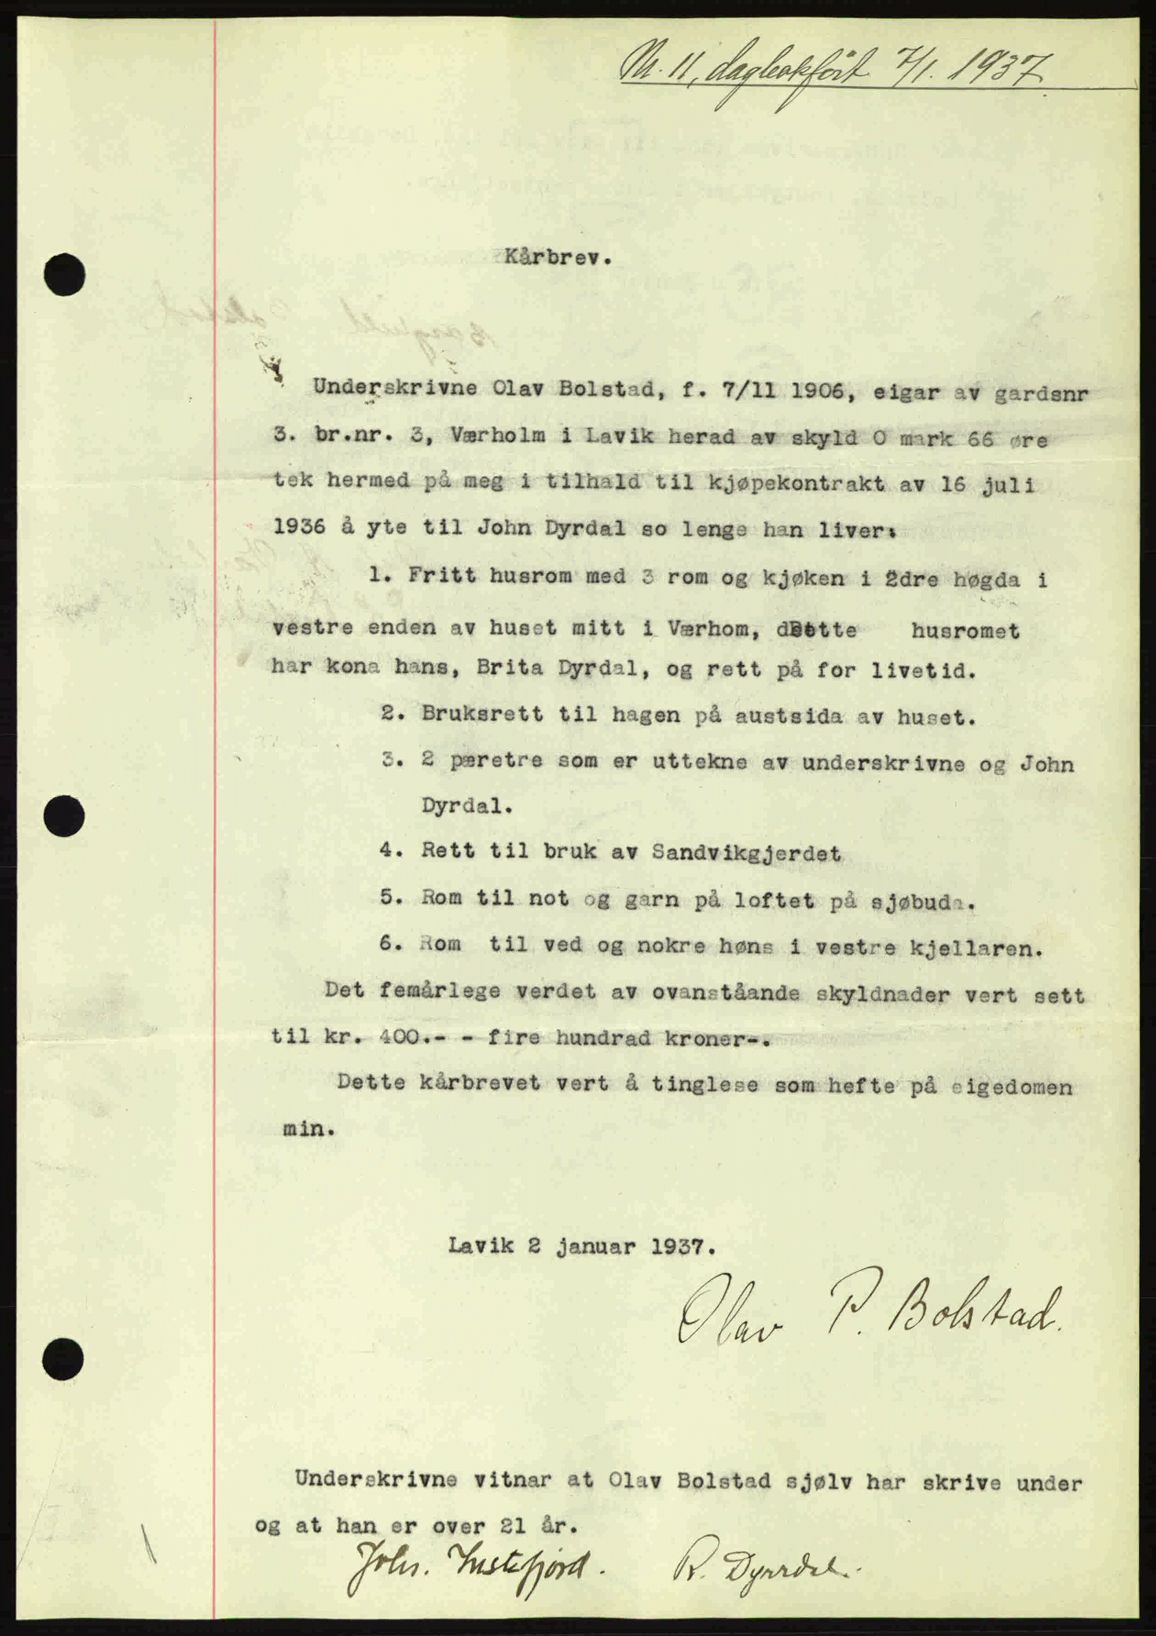 Nr. 11, dagbokført 7/1. 1937
Kårbrev.
Underskrivne Olav Bolstad, f. 7/11 1906, eigar av gardsnr
3. br.nr. 3, Værholm i Lavik herad av skyld 0 mark 66 øre
tek hermed på meg i tilhald til kjøpekontrakt av 16 juli
1936 å yte til John Dyrdal so lenge han liver:
1. Fritt husrom med 3 rom og kjøken i 2dre høgda i
vestre enden av huset mitt i Værhom, dette husromet
har kona hans, Brita Dyrdal, og rett på for livetid.
2. Bruksrett til hagen på austsida av huset.
3. 2 pæretre som er uttekne av underskrivne og John
Dyrdal.
4. Rett til bruk av Sandvikgjerdet
5. Rom til not og garn på loftet på sjøbuda.
6. Rom til ved og nokre høns i vestre kjellaren.
Det femårlege verdet av ovanståande skyldnader vert sett
til kr. 400.- - fire hundrad kroner-.
Dette kårbrevet vert å tinglese som hefte på eigedomen
min.
Lavik 2 januar 1937.
Olav P. Bolstad.
Underskrivne vitnar at Olav Bolstad sjølv har skrive under
og at han er over 21 år.
Johs. Instefjord. R. Dyrdal.